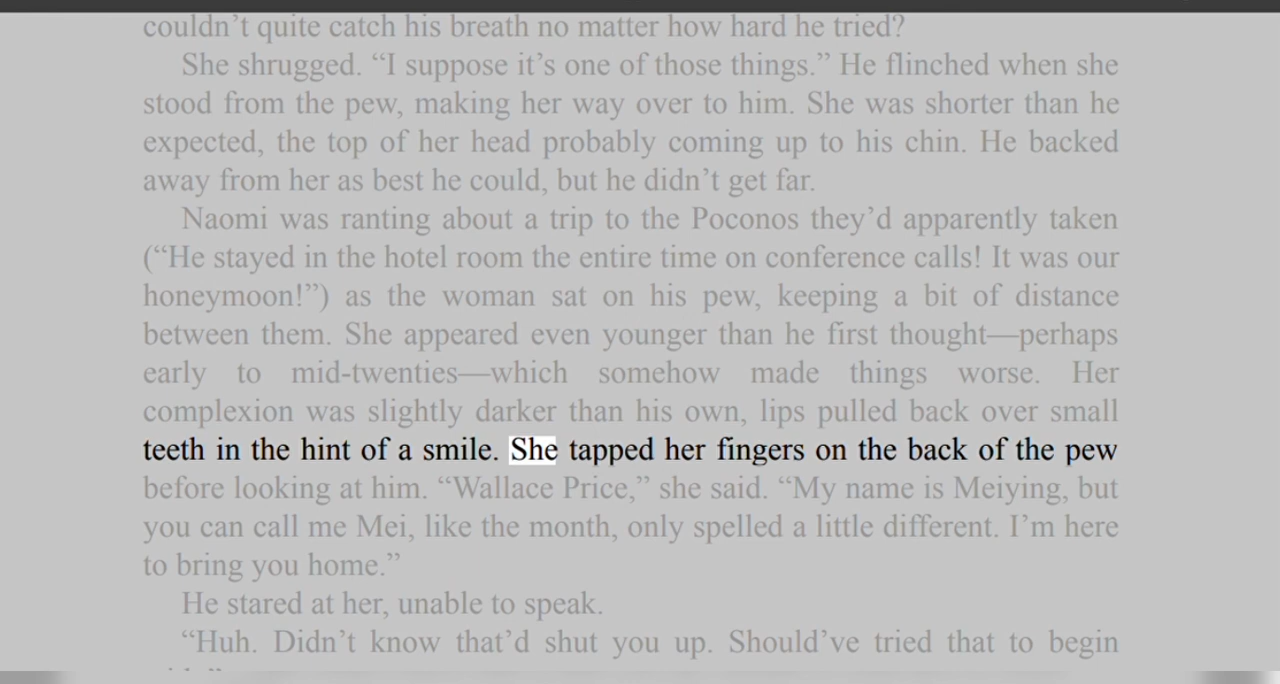 couldn’t quite catch his breath no matter how hard he tried?
She shrugged. “I suppose it’s one of those things.” He flinched when she
stood from the pew, making her way over to him. She was shorter than he
expected, the top of her head probably coming up to his chin. He backed
away from her as best he could, but he didn’t get far.
Naomi was ranting about a trip to the Poconos they’d apparently taken
(“He stayed in the hotel room the entire time on conference calls! It was our
honeymoon!”) as the woman sat on his pew, keeping a bit of distance
between them. She appeared even younger than he first thought—perhaps
early to mid-twenties—which somehow made things worse. Her
complexion was slightly darker than his own, lips pulled back over small
teeth in the hint of a smile. She tapped her fingers on the back of the pew
before looking at him. “Wallace Price,” she said. “My name is Meiying, but
you can call me Mei, like the month, only spelled a little different. I’m here
to bring you home.”
He stared at her, unable to speak.
“Huh. Didn’t know that’d shut you up. Should’ve tried that to begin